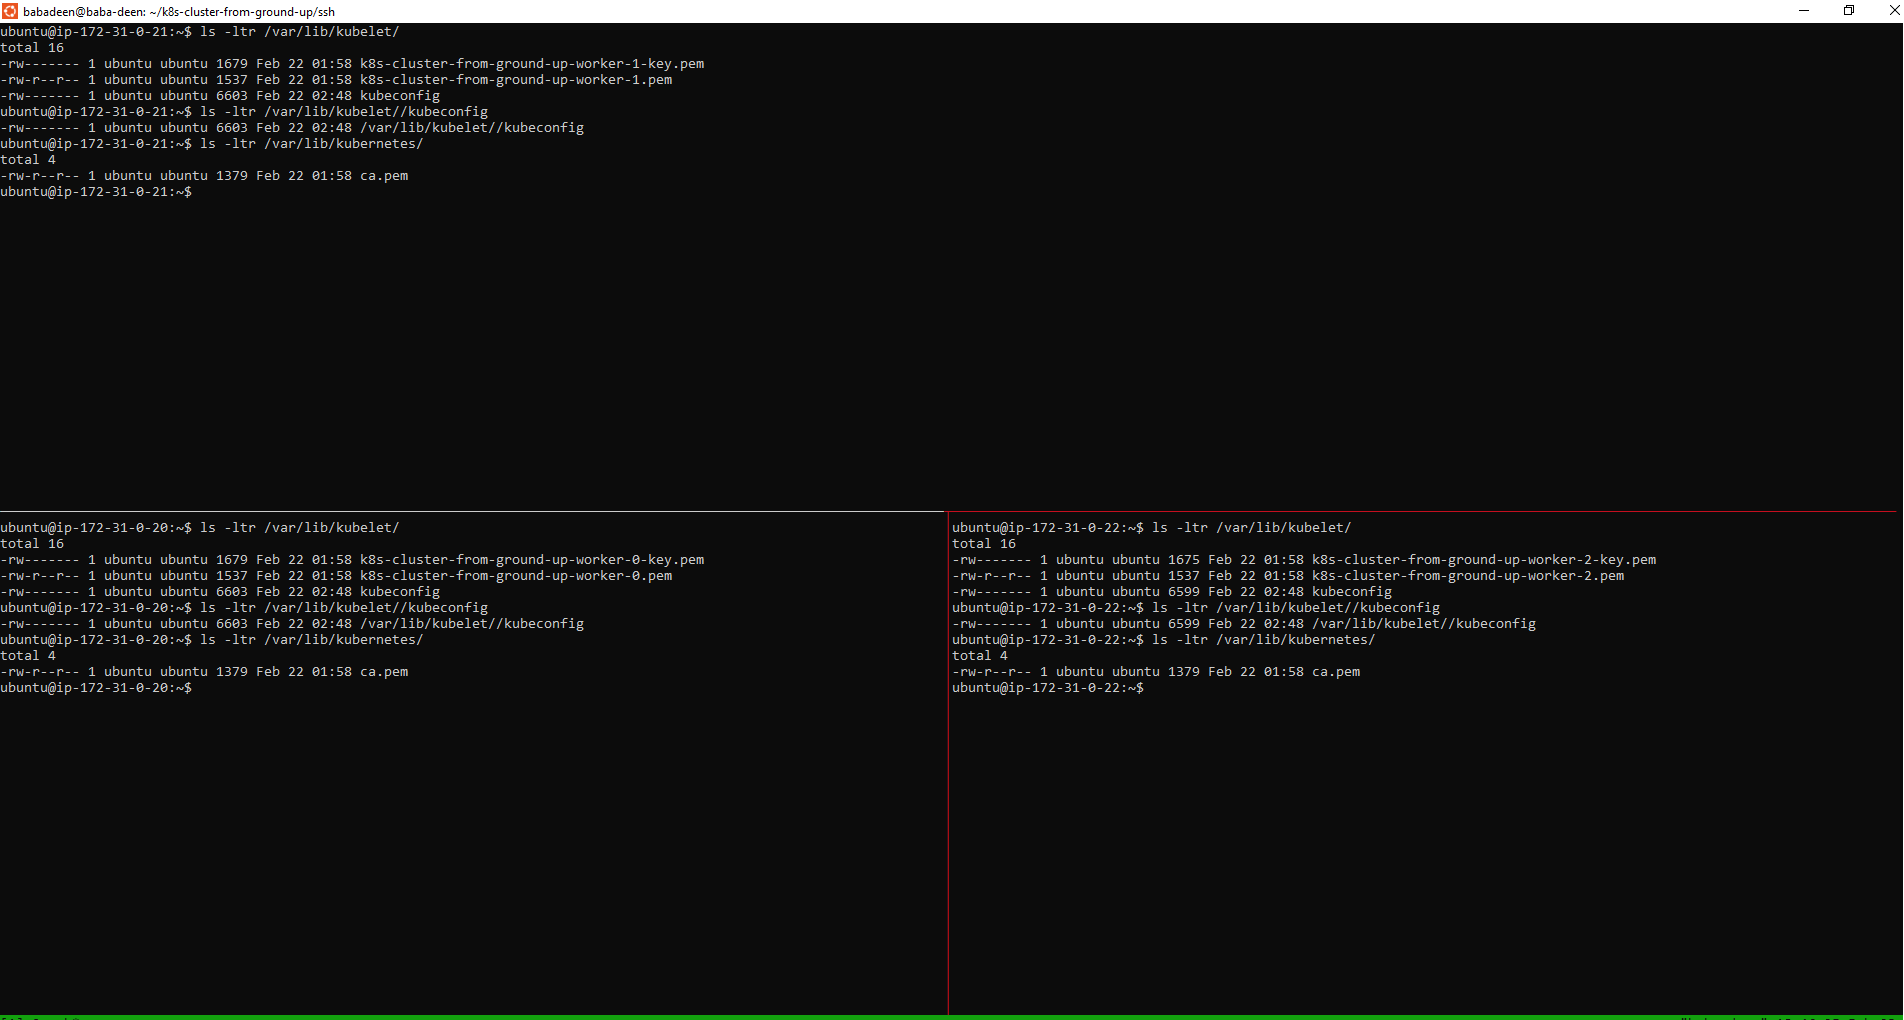 babadeen@baba-deen: ~/k8s-cluster-from-ground-up/ssh
ubuntu@ip-172-31-0-21:~$ ls -ltr /var/lib/kubelet/
total 16
-rw------- 1 ubuntu ubuntu 1679 Feb 22 01:58 k8s-cluster-from-ground-up-worker-1-key.pem
-rw-r--r-- 1 ubuntu ubuntu 1537 Feb 22 01:58 k8s-cluster-from-ground-up-worker-1.pem
-rw------- 1 ubuntu ubuntu 6603 Feb 22 02:48 kubeconfig
ubuntu@ip-172-31-0-21:~$ ls -ltr /var/lib/kubelet//kubeconfig
-rw------- 1 ubuntu ubuntu 6603 Feb 22 02:48 /var/lib/kubelet//kubeconfig
ubuntu@ip-172-31-0-21:~$ ls -ltr /var/lib/kubernetes/
total 4
-rw-r--r-- 1 ubuntu ubuntu 1379 Feb 22 01:58 ca.pem
ubuntu@ip-172-31-0-21:~$
ubuntu@ip-172-31-0-20:~$ ls -ltr /var/lib/kubelet/
total 16
-rw------- 1 ubuntu ubuntu 1679 Feb 22 01:58 k8s-cluster-from-ground-up-worker-0-key.pem
-rw-r--r-- 1 ubuntu ubuntu 1537 Feb 22 01:58 k8s-cluster-from-ground-up-worker-0.pem
-rw------- 1 ubuntu ubuntu 6603 Feb 22 02:48 kubeconfig
ubuntu@ip-172-31-0-20:~$ ls -ltr /var/lib/kubelet//kubeconfig
-rw------- 1 ubuntu ubuntu 6603 Feb 22 02:48 /var/lib/kubelet//kubeconfig
ubuntu@ip-172-31-0-20:~$ ls -ltr /var/lib/kubernetes/
total 4
-rw-r--r-- 1 ubuntu ubuntu 1379 Feb 22 01:58 ca.pem
ubuntu@ip-172-31-0-20:~$
ubuntu@ip-172-31-0-22:~$ ls -ltr /var/lib/kubelet/
total 16
-rw------- 1 ubuntu ubuntu 1675 Feb 22 01:58 k8s-cluster-from-ground-up-worker-2-key.pem
-rw-r--r-- 1 ubuntu ubuntu 1537 Feb 22 01:58 k8s-cluster-from-ground-up-worker-2.pem
-rw------- 1 ubuntu ubuntu 6599 Feb 22 02:48 kubeconfig
ubuntu@ip-172-31-0-22:~$ ls -ltr /var/lib/kubelet//kubeconfig
-rw------- 1 ubuntu ubuntu 6599 Feb 22 02:48 /var/lib/kubelet//kubeconfig
ubuntu@ip-172-31-0-22:~$ ls -ltr /var/lib/kubernetes/
total 4
-rw-r--r-- 1 ubuntu ubuntu 1379 Feb 22 01:58 ca.pem
ubuntu@ip-172-31-0-22:~$